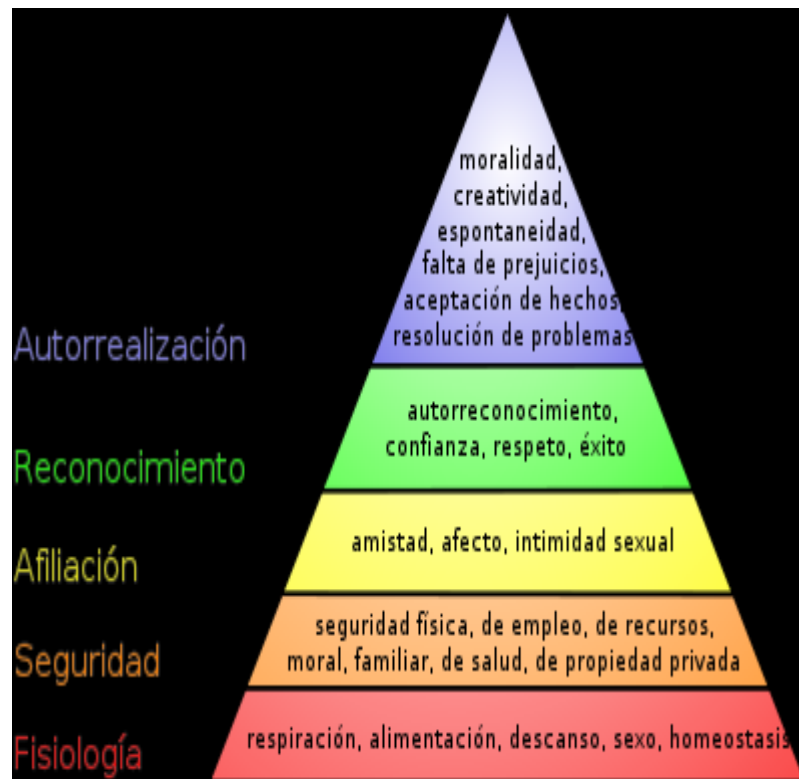 moralidad,
creatividad,
espontaneidad,
falta de prejuicios,
aceptación de hechos,
resolución de problemas
Autorrealización
autorreconocimiento,
confianza, respeto, éxito
Reconocimiento
amistad, afecto, intimidad sexual
Afiliación
seguridad física, de empleo, de recursos,
moral, familiar, de salud, de propiedad privada
Seguridad
respiración, alimentación, descanso, sexo, homeostasis
Fisiología